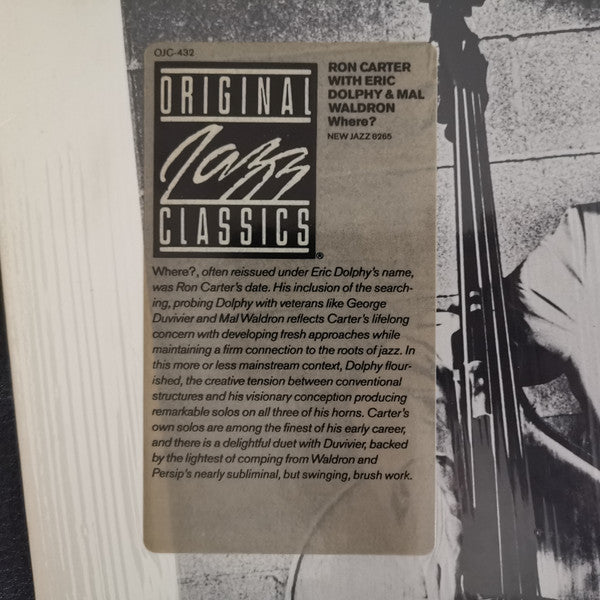 OJC-432
ORIGINAL
Jazz
CLASSICS
®
RON CARTER
WITH ERIC
DOLPHY & MAL
WALDRON
Where?
NEW JAZZ 8265
Where?, often reissued under Eric Dolphy's name,
was Ron Carter's date. His inclusion of the search-
ing, probing Dolphy with veterans like George
Duvivier and Mal Waldron reflects Carter's lifelong
concern with developing fresh approaches while
maintaining a firm connection to the roots of jazz. In
this more or less mainstream context, Dolphy flour-
ished, the creative tension between conventional
structures and his visionary conception producing
remarkable solos on all three of his horns. Carter's
own solos are among the finest of his early career,
and there is a delightful duet with Duvivier, backed
by the lightest of comping from Waldron and
Persip's nearly subliminal, but swinging, brush work.